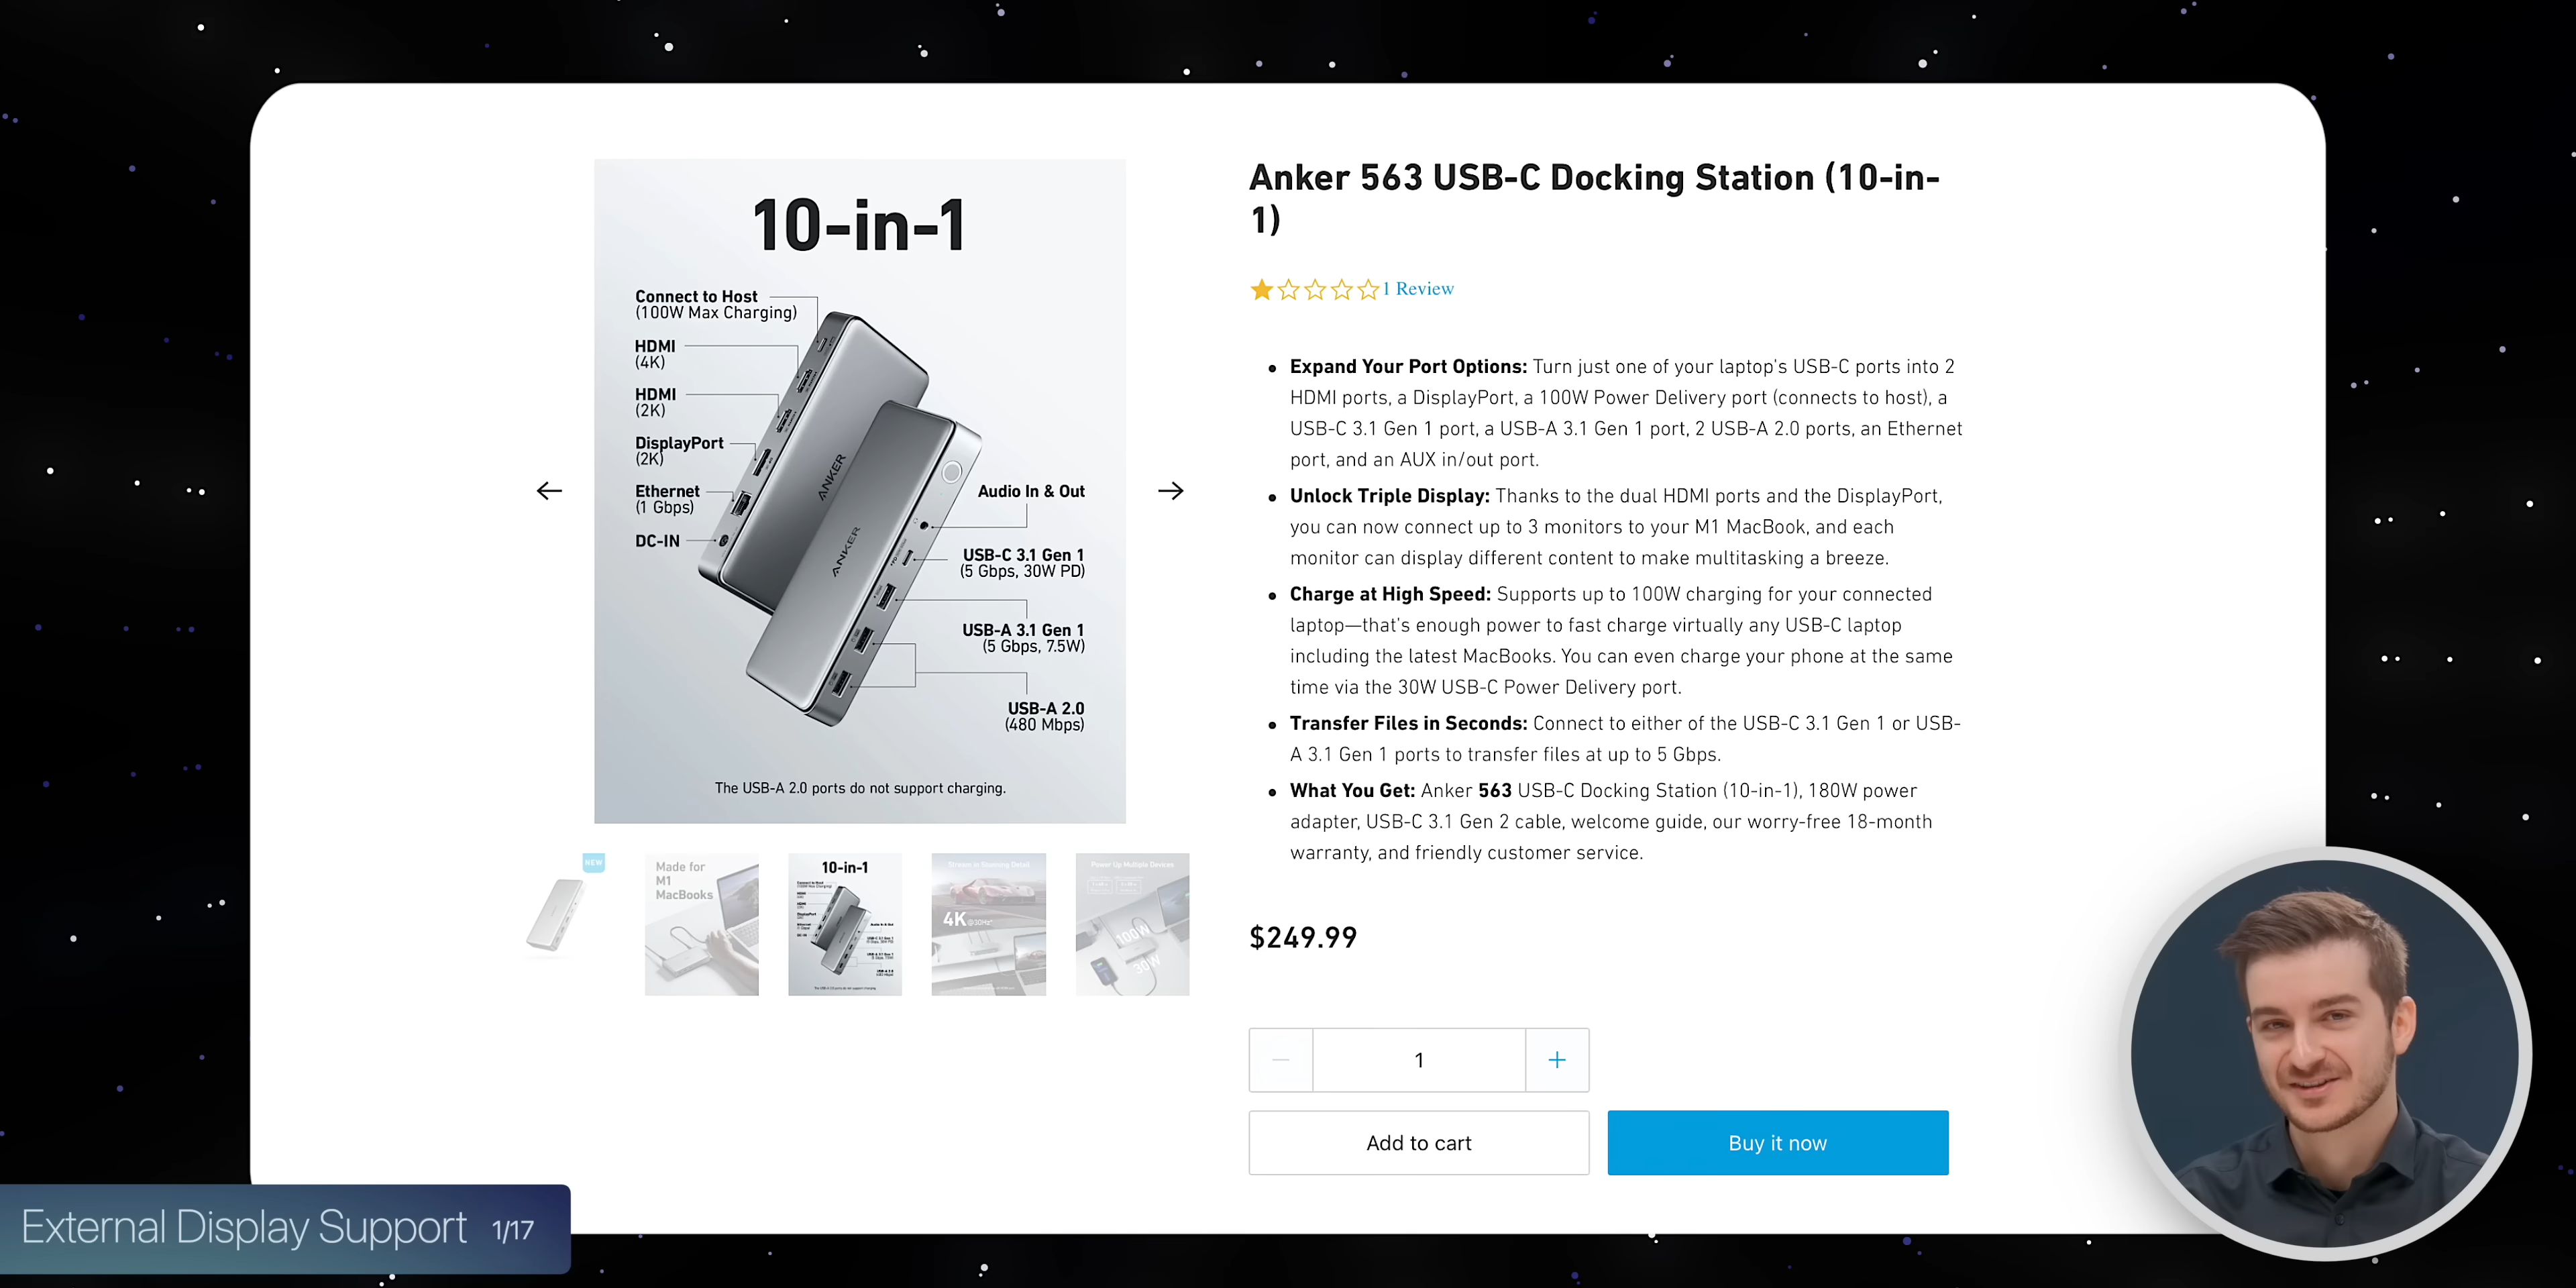 Anker 563 USB-C Docking Station (10-in-
1)
1 Review
10-in-1
Connect to Host
(100W Max Charging)
HDMI
(4K)
HDMI
(2K)
DisplayPort
(2K)
Ethernet
(1 Gbps)
DC-IN
ANKER
ANKER
Audio In & Out
USB-C 3.1 Gen 1
(5 Gbps, 30W PD)
USB-A 3.1 Gen 1
(5 Gbps, 7.5W)
USB-A 2.0
(480 Mbps)
The USB-A 2.0 ports do not support charging.
NEW
Made for
M1
MacBooks
10-in-1
Stream in Stunning Detail
4K @30Hz
Power Up Multiple Devices
100W
30W
• Expand Your Port Options: Turn just one of your laptop's USB-C ports into 2
HDMI ports, a DisplayPort, a 100W Power Delivery port (connects to host), a
USB-C 3.1 Gen 1 port, a USB-A 3.1 Gen 1 port, 2 USB-A 2.0 ports, an Ethernet
port, and an AUX in/out port.
• Unlock Triple Display: Thanks to the dual HDMI ports and the DisplayPort,
you can now connect up to 3 monitors to your M1 MacBook, and each
monitor can display different content to make multitasking a breeze.
• Charge at High Speed: Supports up to 100W charging for your connected
laptop—that's enough power to fast charge virtually any USB-C laptop
including the latest MacBooks. You can even charge your phone at the same
time via the 30W USB-C Power Delivery port.
• Transfer Files in Seconds: Connect to either of the USB-C 3.1 Gen 1 or USB-
A 3.1 Gen 1 ports to transfer files at up to 5 Gbps.
• What You Get: Anker 563 USB-C Docking Station (10-in-1), 180W power
adapter, USB-C 3.1 Gen 2 cable, welcome guide, our worry-free 18-month
warranty, and friendly customer service.
$249.99
1
Add to cart
Buy it now
External Display Support 1/17